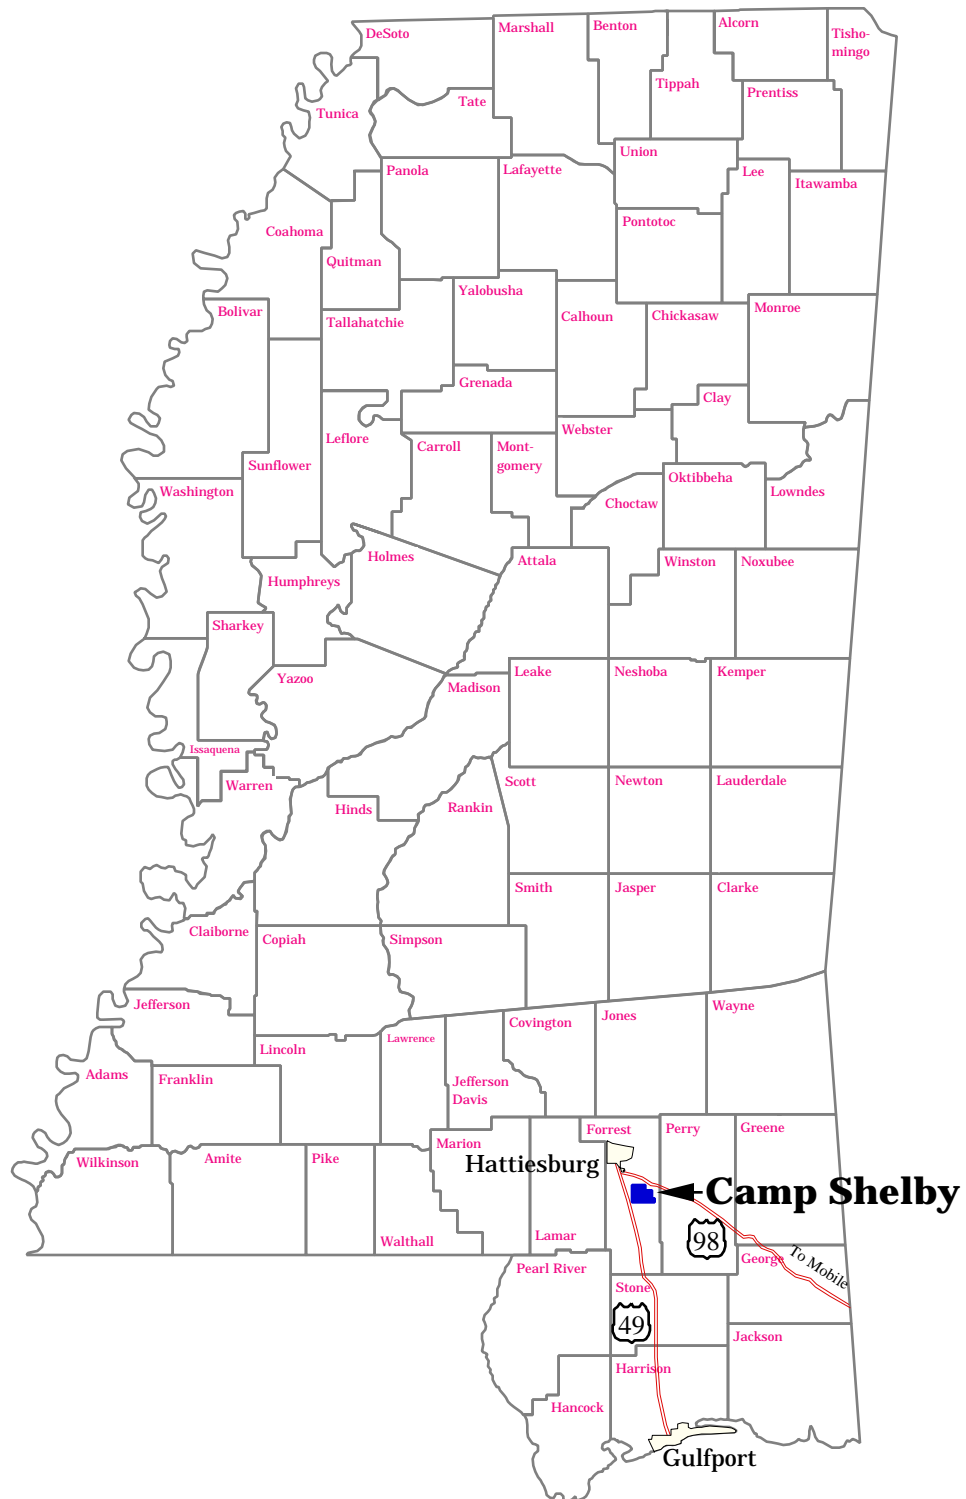 DeSoto
Marshall
Benton
Alcorn
Tisho-
mingo
Tippah
Prentiss
Tate
Tunica
Union
Panola
Lafayette
Lee
Itawamba
Pontotoc
Coahoma
Quitman
Yalobusha
Bolivar
Tallahatchie
Calhoun
Chickasaw
Monroe
Grenada
Clay
Webster
Leflore
Carroll
Mont-
gomery
Sunflower
Oktibbeha
Washington
Choctaw
Lowndes
Holmes
Attala
Winston
Noxubee
Humphreys
Sharkey
Yazoo
Madison
Leake
Neshoba
Kemper
Issaquena
Warren
Hinds
Rankin
Scott
Newton
Lauderdale
Smith
Jasper
Clarke
Claiborne
Copiah
Simpson
Jefferson
Covington
Jones
Wayne
Lincoln
Lawrence
Adams
Franklin
Jefferson
Davis
Forrest
Perry
Greene
Marion
Wilkinson
Amite
Pike
Hattiesburg
Camp Shelby
Walthall
Lamar
98
George
To Mobile
Pearl River
Stone
49
Jackson
Harrison
Hancock
Gulfport